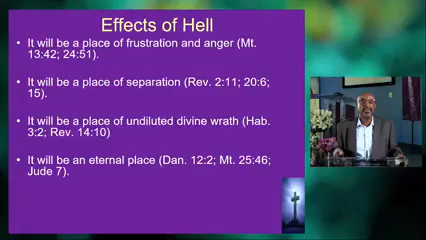 Effects of Hell
• It will be a place of frustration and anger (Mt.
13:42; 24:51).
• It will be a place of separation (Rev. 2:11; 20:6;
15).
• It will be a place of undiluted divine wrath (Hab.
3:2; Rev. 14:10)
• It will be an eternal place (Dan. 12:2; Mt. 25:46;
Jude 7).